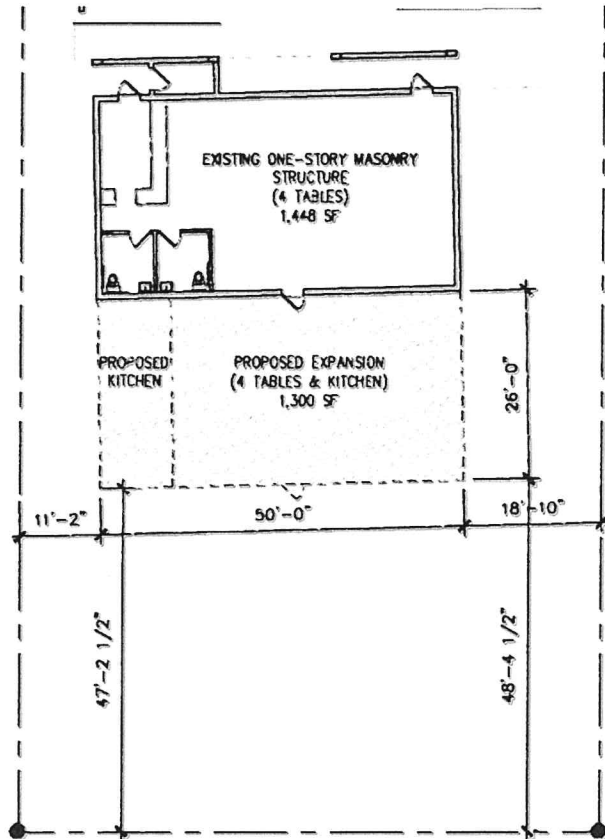 EXISTING ONE-STORY MASONRY
STRUCTURE
(4 TABLES)
1,448 SF
PROPOSED
KITCHEN
PROPOSED EXPANSION
(4 TABLES & KITCHEN)
1,300 SF
26'-0"
11'-2"
50'-0"
18'-10"
47'-2 1/2"
48'-4 1/2"